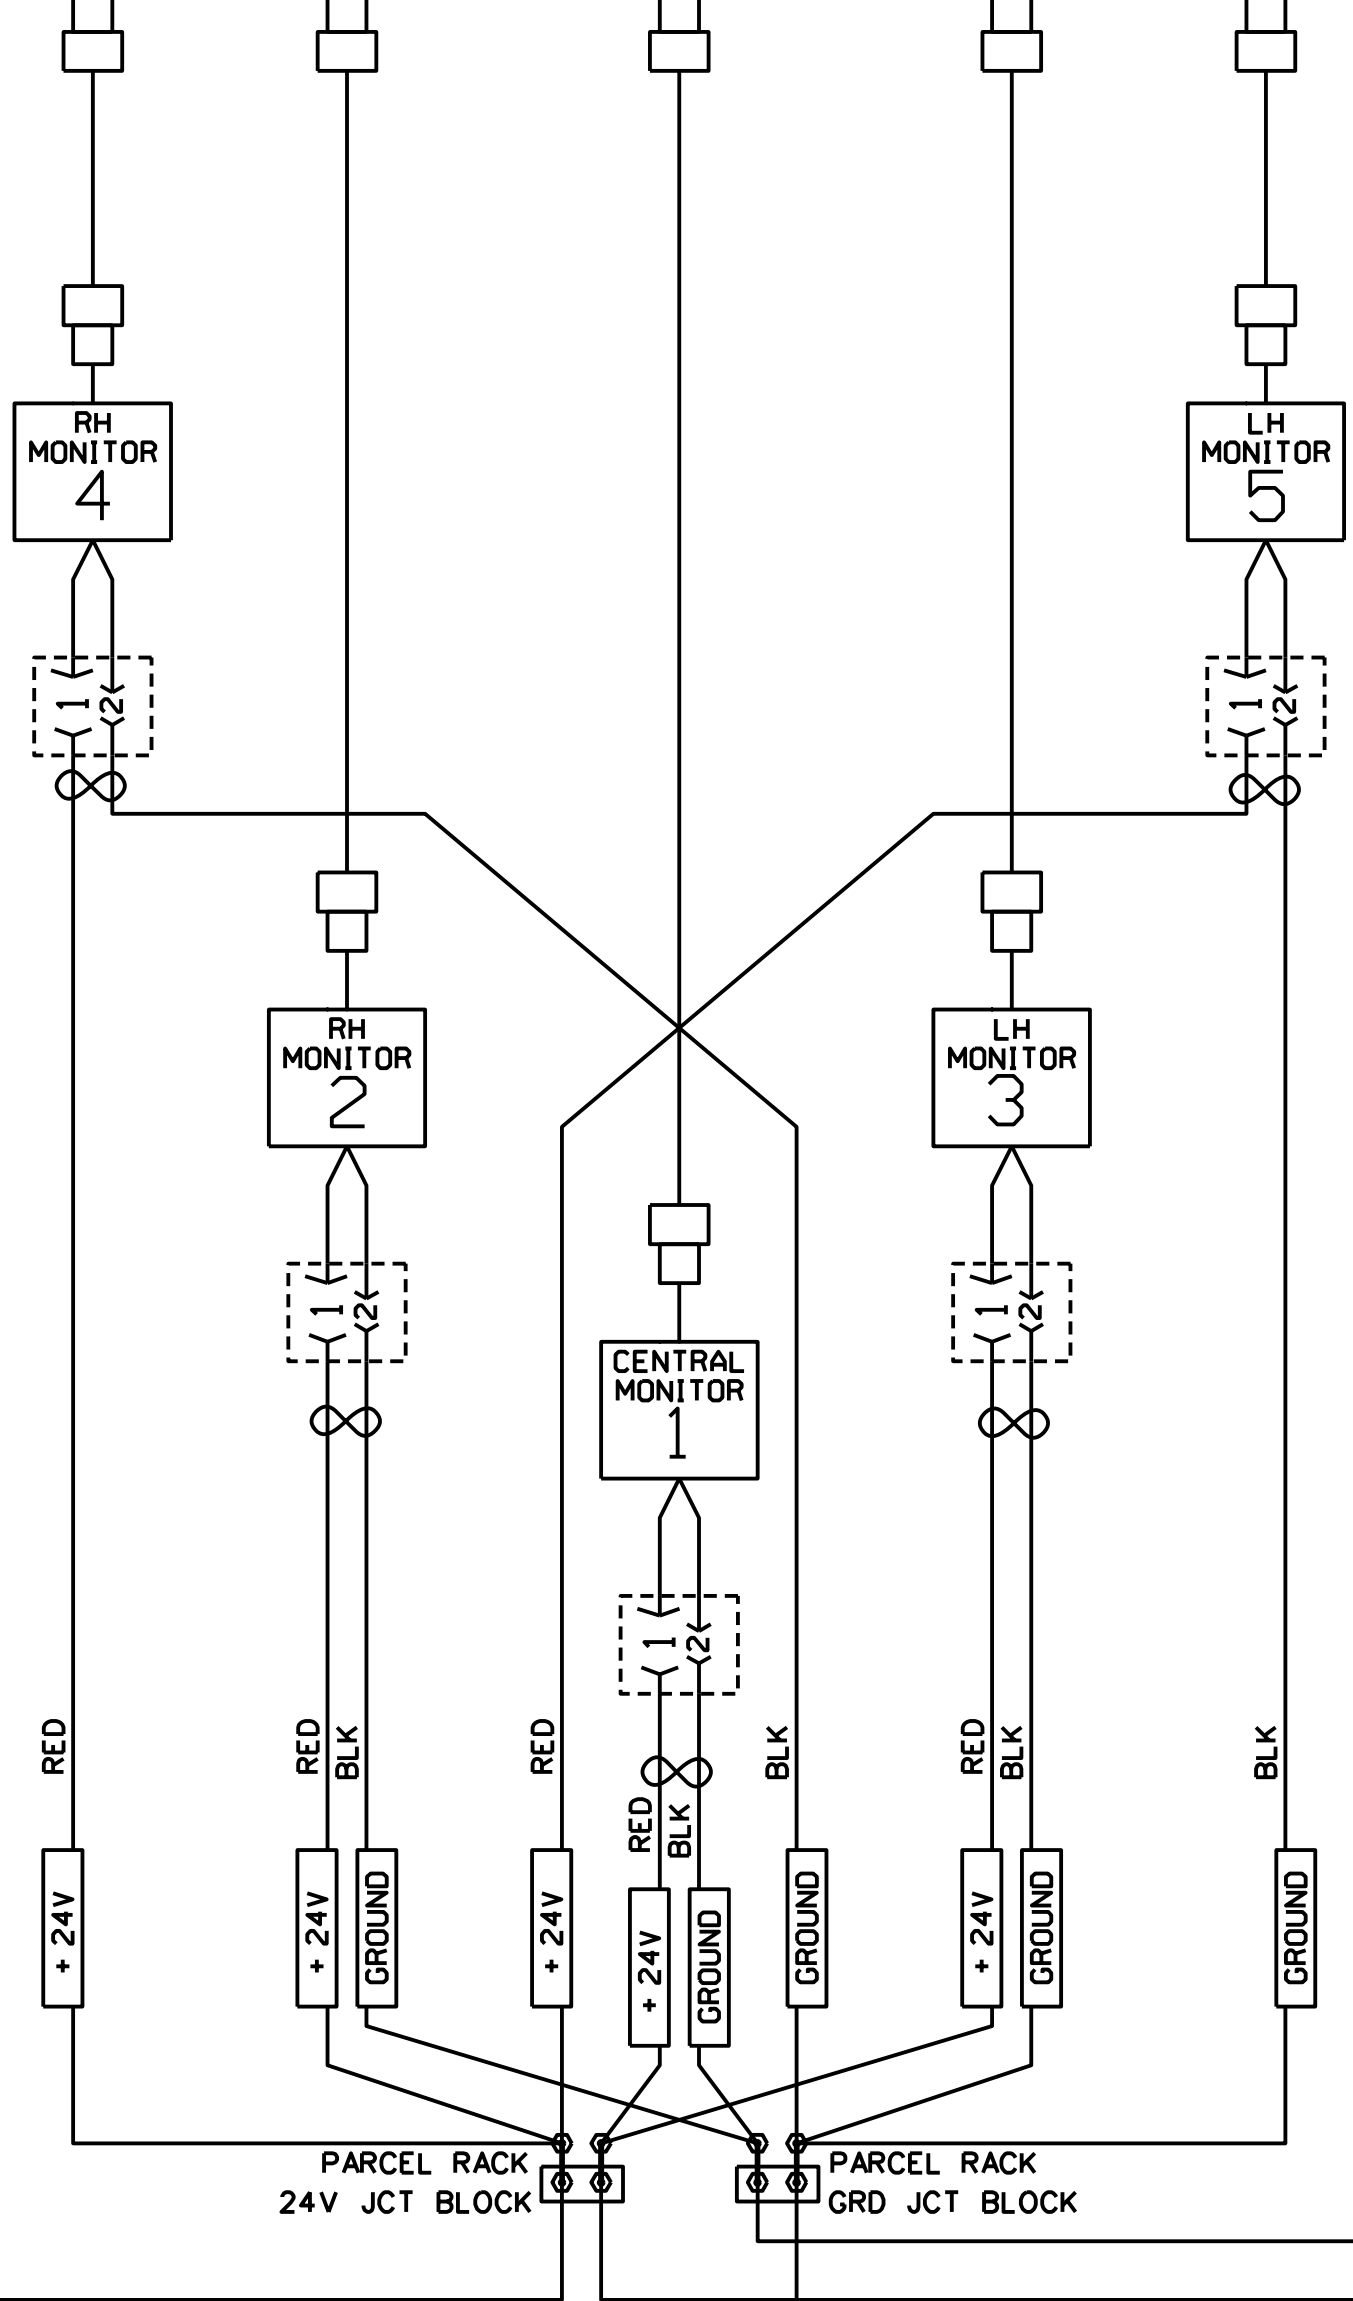 RH
MONITOR
4
LH
MONITOR
5
1
2
1
2
RH
MONITOR
2
LH
MONITOR
3
1
2
1
2
CENTRAL
MONITOR
1
1
2
RED
RED
BLK
RED
RED
BLK
BLK
RED
BLK
BLK
+ 24V
+ 24V
GROUND
+ 24V
+ 24V
GROUND
GROUND
+ 24V
GROUND
GROUND
PARCEL RACK
24V JCT BLOCK
PARCEL RACK
GRD JCT BLOCK